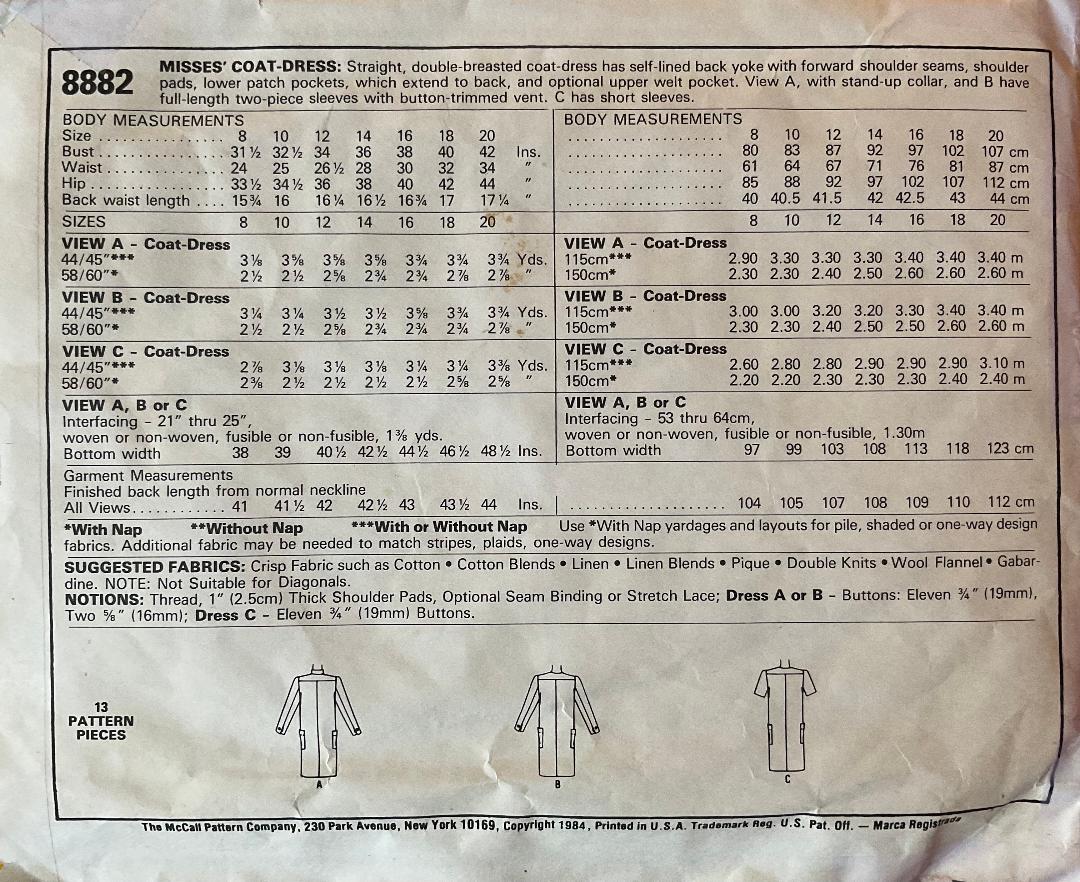 8882
MISSES' COAT-DRESS: Straight, double-breasted coat-dress has self-lined back yoke with forward shoulder seams, shoulder
pads, lower patch pockets, which extend to back, and optional upper welt pocket. View A, with stand-up collar, and B have
full-length two-piece sleeves with button-trimmed vent. C has short sleeves.
BODY MEASUREMENTS
Size .................. 8 10 12 14 16 18 20
Bust .................. 31½ 32½ 34 36 38 40 42 Ins.
Waist ................. 24 25 26½ 28 30 32 34 "
Hip ................... 33½ 34½ 36 38 40 42 44 "
Back waist length .... 15¾ 16 16¼ 16½ 16¾ 17 17¼ "
SIZES 8 10 12 14 16 18 20
VIEW A - Coat-Dress
44/45"*** 3⅛ 3⅜ 3⅜ 3⅜ 3¾ 3¾ 3¾ Yds.
58/60"* 2½ 2½ 2⅝ 2¾ 2¾ 2⅞ 2⅞ "
VIEW B - Coat-Dress
44/45"*** 3¼ 3¼ 3½ 3½ 3⅝ 3¾ 3¾ Yds.
58/60"* 2½ 2½ 2⅝ 2¾ 2¾ 2¾ 2⅞ "
VIEW C - Coat-Dress
44/45"*** 2⅞ 3⅛ 3⅛ 3⅛ 3¼ 3¼ 3⅜ Yds.
58/60"* 2⅜ 2½ 2½ 2½ 2½ 2⅝ 2⅝ "
VIEW A, B or C
Interfacing - 21" thru 25",
woven or non-woven, fusible or non-fusible, 1⅜ yds.
Bottom width 38 39 40½ 42½ 44½ 46½ 48½ Ins.
BODY MEASUREMENTS
...................... 8 10 12 14 16 18 20
...................... 80 83 87 92 97 102 107 cm
...................... 61 64 67 71 76 81 87 cm
...................... 85 88 92 97 102 107 112 cm
...................... 40 40.5 41.5 42 42.5 43 44 cm
8 10 12 14 16 18 20
VIEW A - Coat-Dress
115cm*** 2.90 3.30 3.30 3.30 3.40 3.40 3.40 m
150cm* 2.30 2.30 2.40 2.50 2.60 2.60 2.60 m
VIEW B - Coat-Dress
115cm*** 3.00 3.00 3.20 3.20 3.30 3.40 3.40 m
150cm* 2.30 2.30 2.40 2.50 2.50 2.60 2.60 m
VIEW C - Coat-Dress
115cm*** 2.60 2.80 2.80 2.90 2.90 2.90 3.10 m
150cm* 2.20 2.20 2.30 2.30 2.30 2.40 2.40 m
VIEW A, B or C
Interfacing - 53 thru 64cm,
woven or non-woven, fusible or non-fusible, 1.30m
Bottom width 97 99 103 108 113 118 123 cm
Garment Measurements
Finished back length from normal neckline
All Views............ 41 41½ 42 42½ 43 43½ 44 Ins. ...................... 104 105 107 108 109 110 112 cm
*With Nap **Without Nap ***With or Without Nap Use *With Nap yardages and layouts for pile, shaded or one-way design
fabrics. Additional fabric may be needed to match stripes, plaids, one-way designs.
SUGGESTED FABRICS: Crisp Fabric such as Cotton • Cotton Blends • Linen • Linen Blends • Pique • Double Knits • Wool Flannel • Gabar-
dine. NOTE: Not Suitable for Diagonals.
NOTIONS: Thread, 1" (2.5cm) Thick Shoulder Pads, Optional Seam Binding or Stretch Lace; Dress A or B - Buttons: Eleven ¾" (19mm),
Two ⅝" (16mm); Dress C - Eleven ¾" (19mm) Buttons.
13
PATTERN
PIECES
A
B
C
The McCall Pattern Company, 230 Park Avenue, New York 10169, Copyright 1984, Printed in U.S.A. Trademark Reg. U.S. Pat. Off. — Marca Registrada